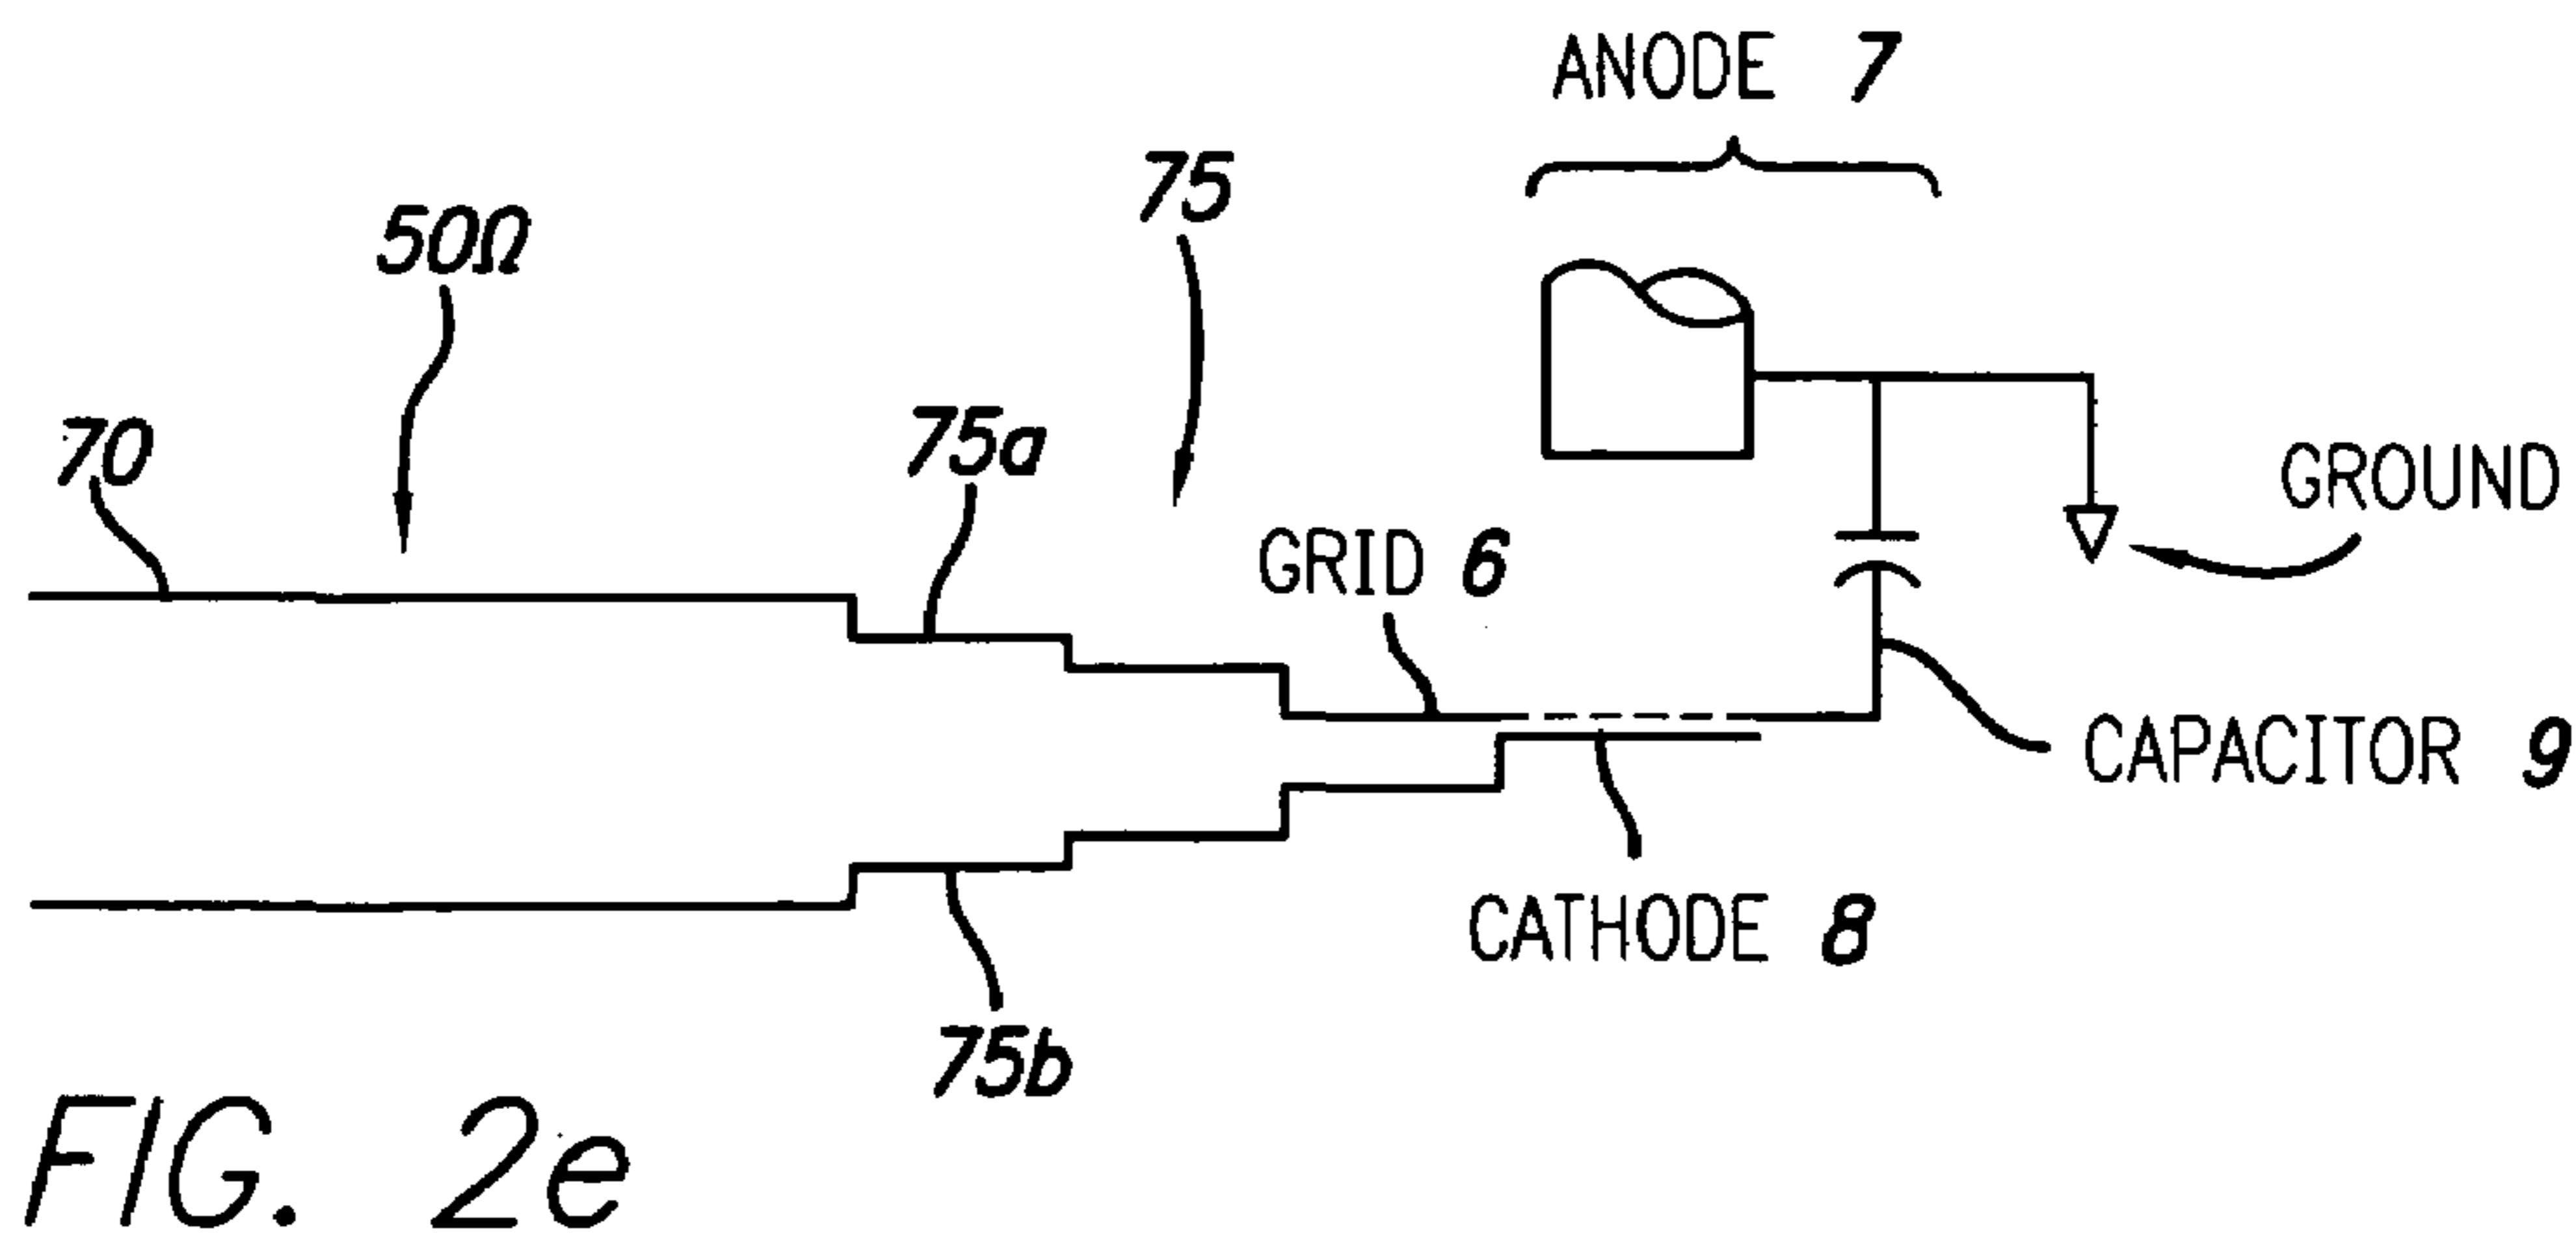 ANODE 7
75
50Ω
70
75a
GROUND
GRID 6
CAPACITOR 9
CATHODE 8
75b
FIG. 2e